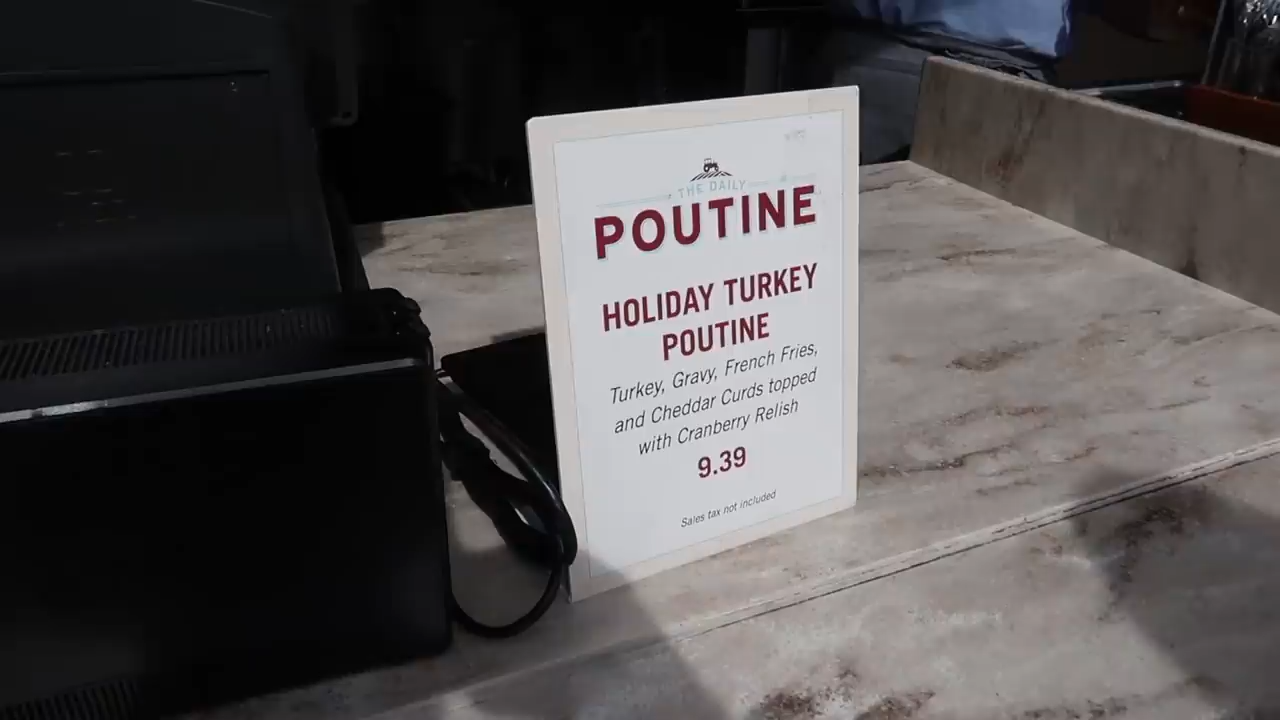 THE DAILY
POUTINE
HOLIDAY TURKEY
POUTINE
Turkey, Gravy, French Fries,
and Cheddar Curds topped
with Cranberry Relish
9.39
Sales tax not included